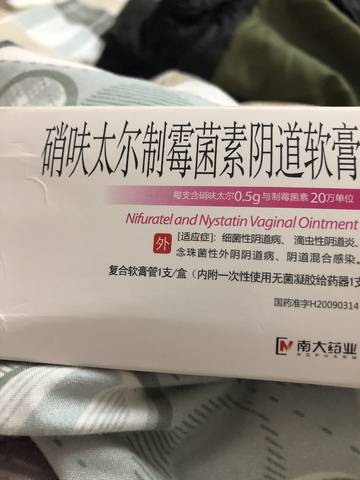 硝呋太尔制霉菌素阴道软膏
每支含硝呋太尔0.5g与制霉菌素 20万单位
Nifuratel and Nystatin Vaginal Ointment
外
[适应症]：细菌性阴道病、滴虫性阴道炎、
念珠菌性外阴阴道病、阴道混合感染。
复合软膏管1支/盒（内附一次性使用无菌凝胶给药器1支
国药准字H20090314
南大药业
NDPHARM